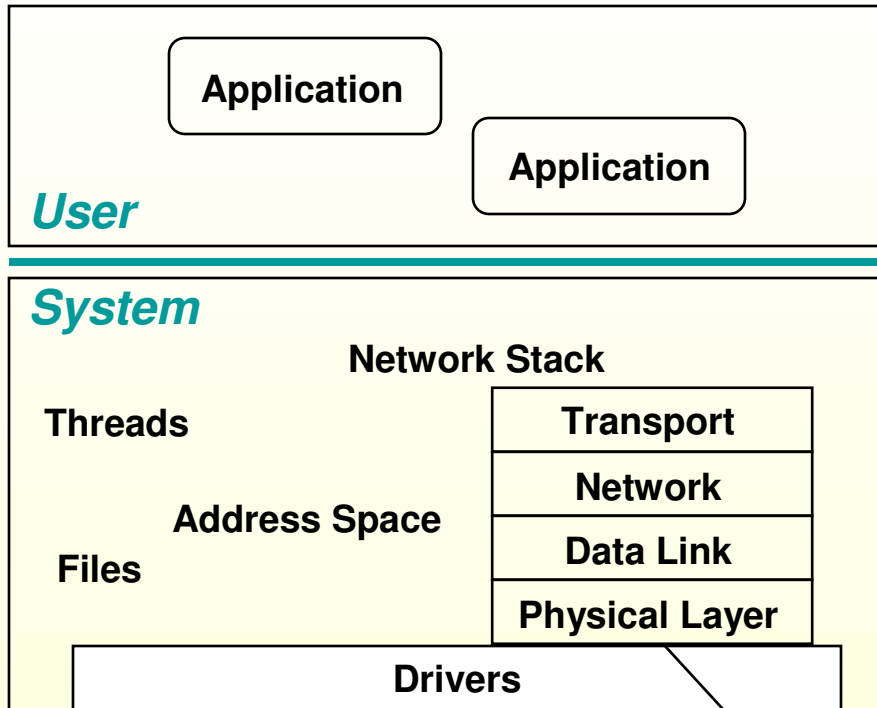 Application
Application
User
System
Network Stack
Threads
Transport
Network
Address Space
Data Link
Files
Physical Layer
Drivers